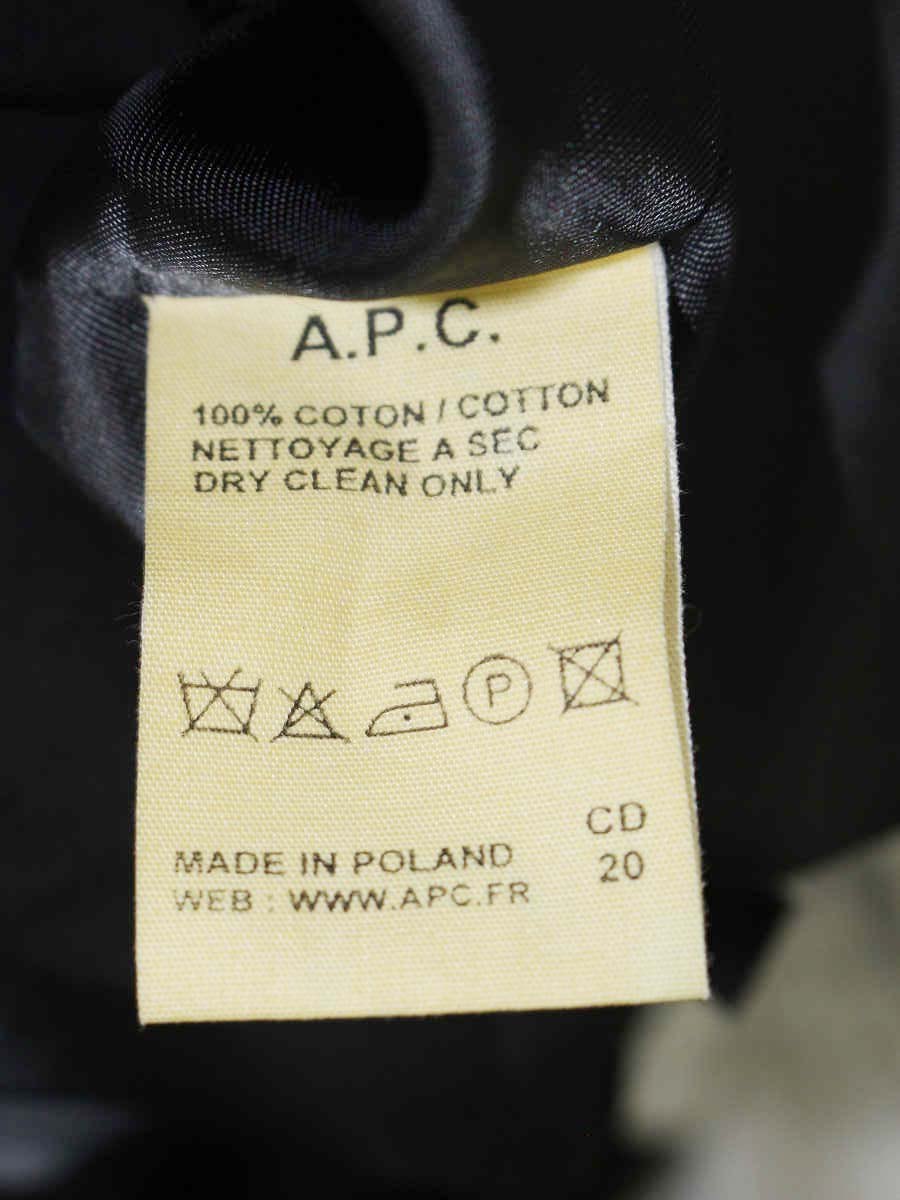 A.P.C.
100% COTON / COTTON
NETTOYAGE A SEC
DRY CLEAN ONLY
P
CD
20
MADE IN POLAND
WEB : WWW.APC.FR